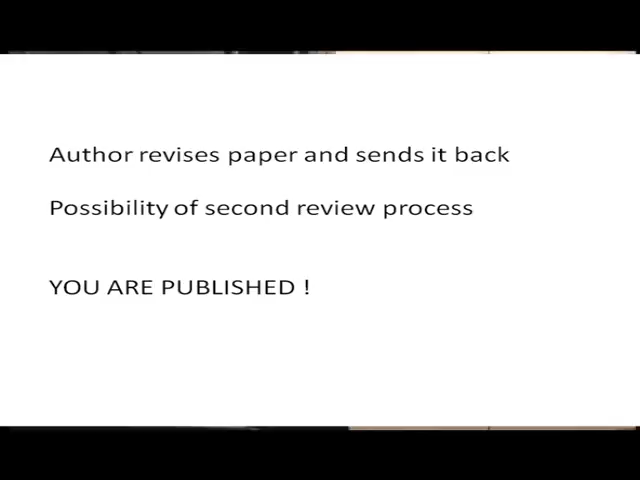 Author revises paper and sends it back
Possibility of second review process
YOU ARE PUBLISHED !